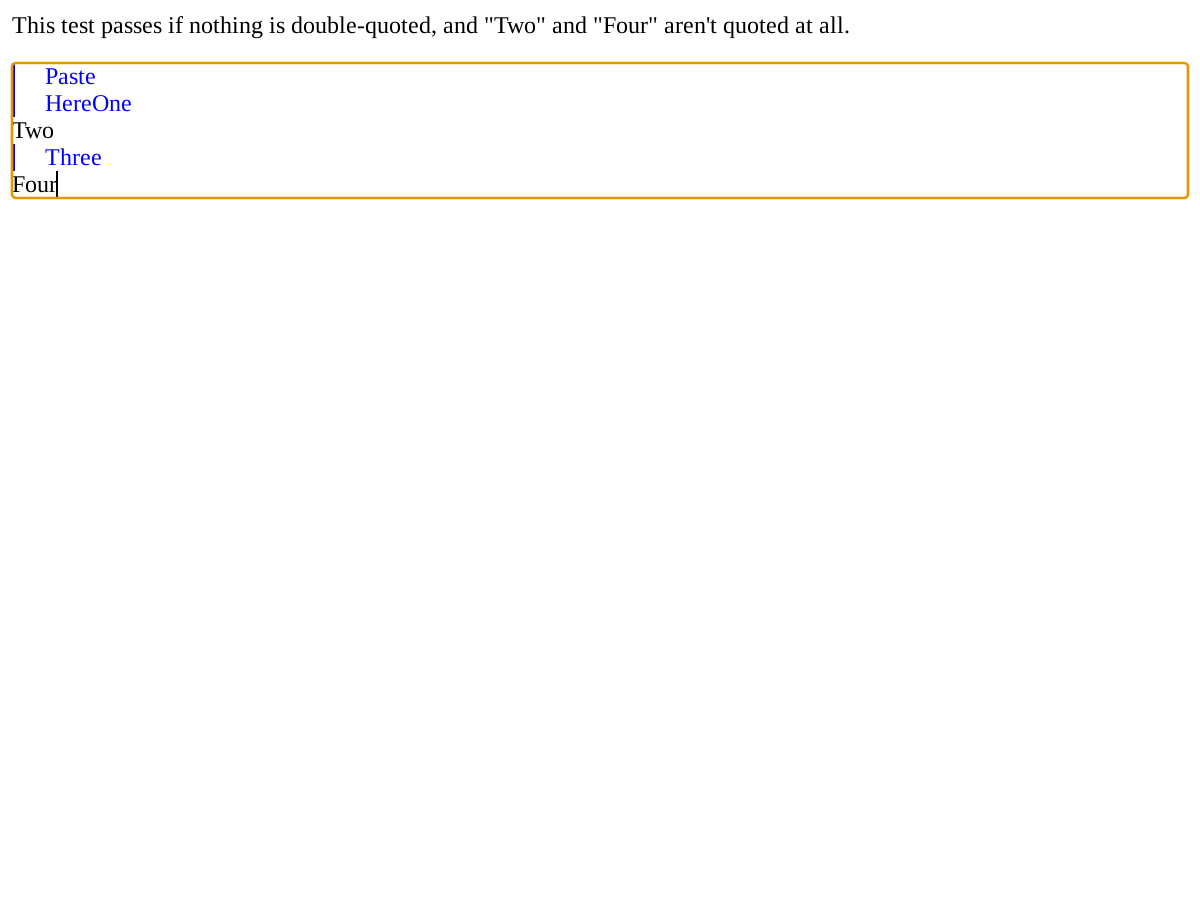 This test passes if nothing is double-quoted, and "Two" and "Four" aren't quoted at all.
Paste
HereOne
Two
Three
Four